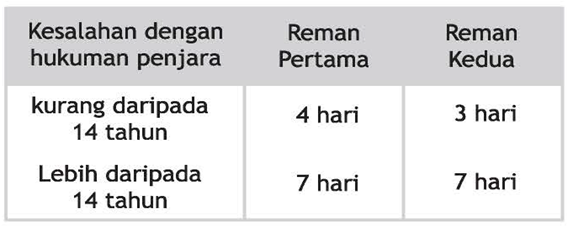 Kesalahan dengan
hukuman penjara
Reman
Pertama
Reman
Kedua
kurang daripada
14 tahun
4 hari
3 hari
Lebih daripada
14 tahun
7 hari
7 hari